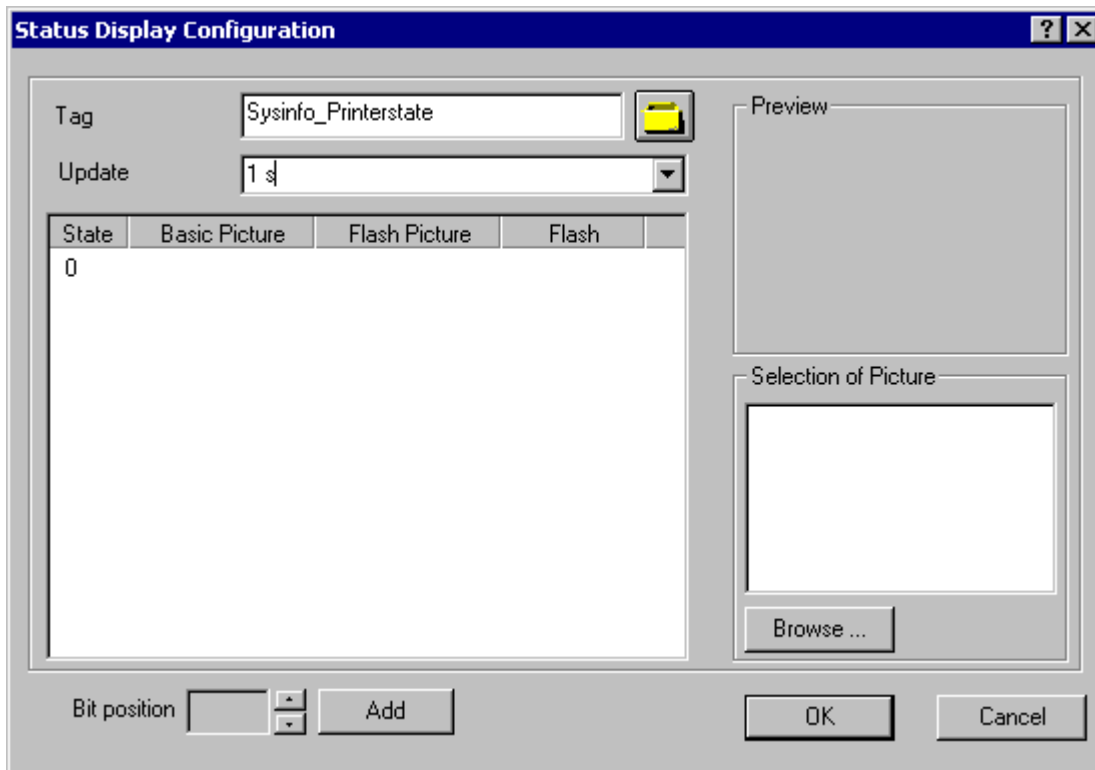 Status Display Configuration
Tag
Sysinfo_Printerstate
Update
1 s
State Basic Picture Flash Picture Flash
0
Preview
Selection of Picture
Browse ...
Bit position
Add
OK
Cancel